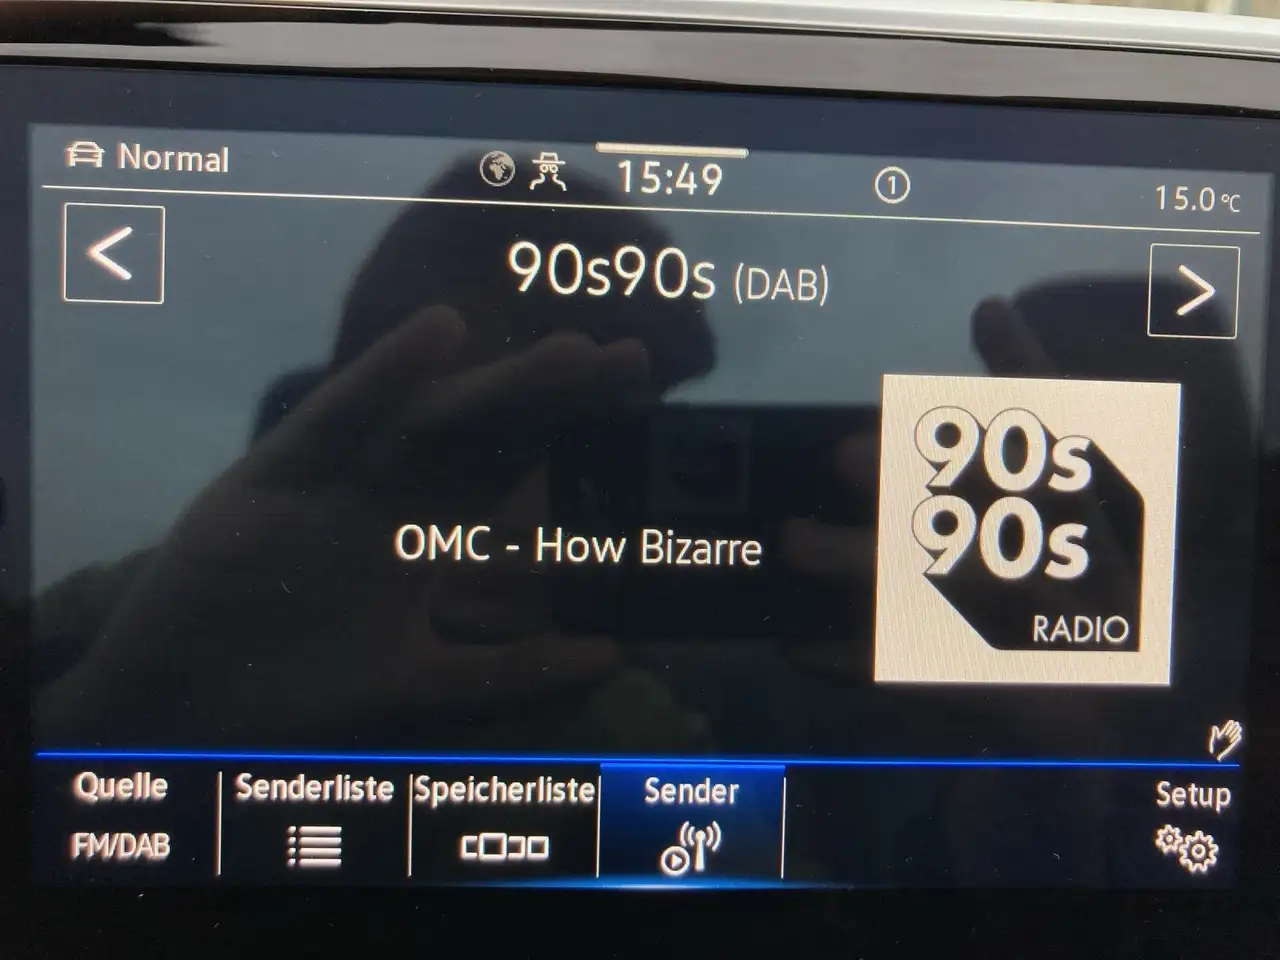 Normal
15:49
1
15.0 °C
<
90s90s (DAB)
>
90s
90s
RADIO
OMC - How Bizarre
Quelle
FM/DAB
Senderliste
Speicherliste
Sender
Setup